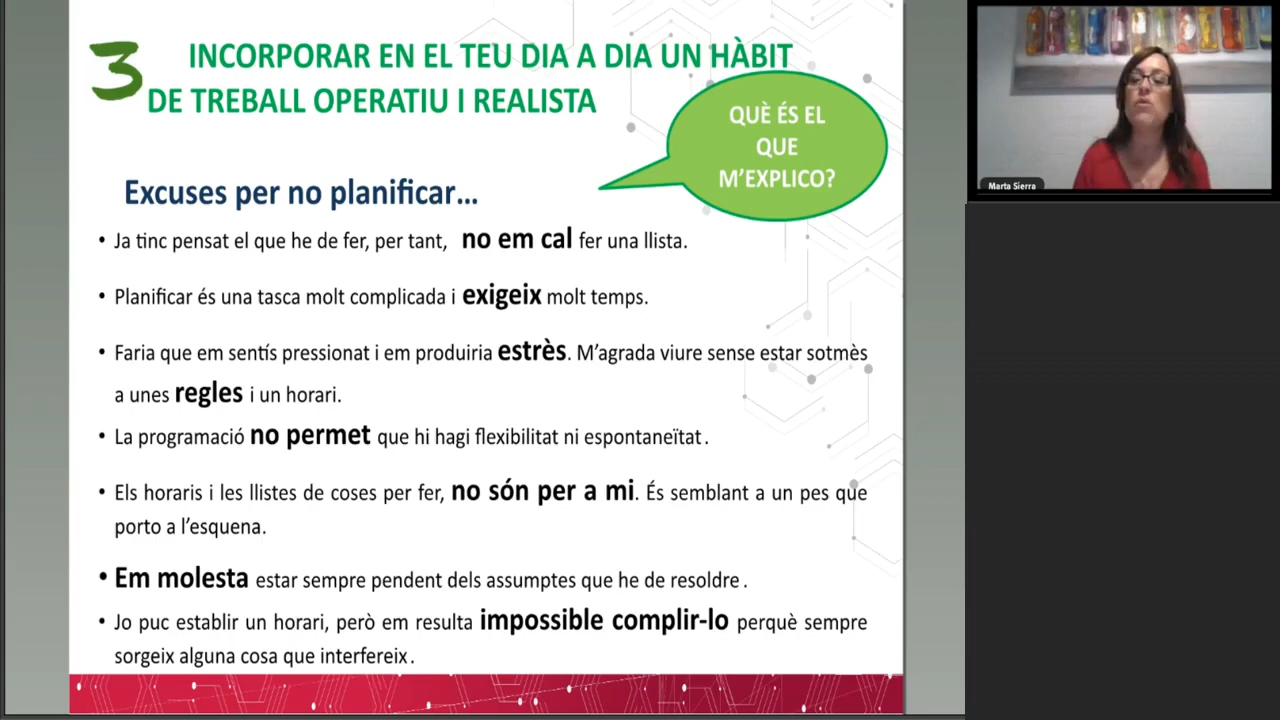 3 INCORPORAR EN EL TEU DIA A DIA UN HÀBIT
DE TREBALL OPERATIU I REALISTA
QUÈ ÉS EL
QUE
M'EXPLICO?
Excuses per no planificar...
• Ja tinc pensat el que he de fer, per tant, no em cal fer una llista.
• Planificar és una tasca molt complicada i exigeix molt temps.
• Faria que em sentís pressionat i em produiria estrès. M'agrada viure sense estar sotmès
a unes regles i un horari.
• La programació no permet que hi hagi flexibilitat ni espontaneïtat.
• Els horaris i les llistes de coses per fer, no són per a mi. És semblant a un pes que
porto a l'esquena.
• Em molesta estar sempre pendent dels assumptes que he de resoldre.
• Jo puc establir un horari, però em resulta impossible complir-lo perquè sempre
sorgeix alguna cosa que interfereix.
Marta Sierra